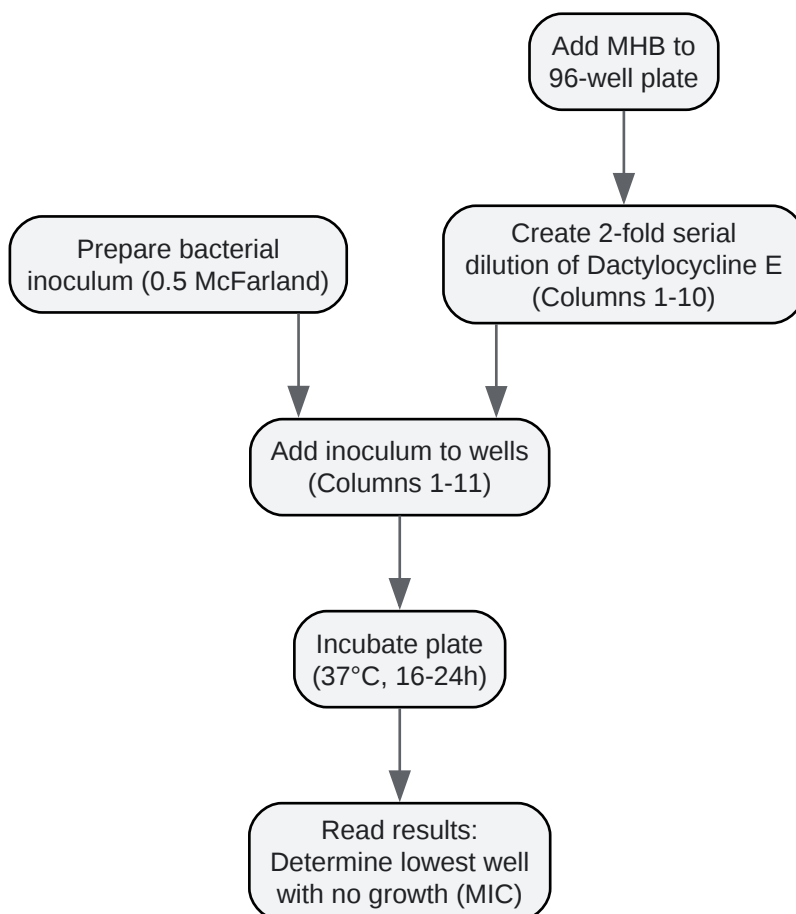 Add MHB to
96-well plate
Prepare bacterial
inoculum (0.5 McFarland)
Create 2-fold serial
dilution of Dactylocycline E
(Columns 1-10)
Add inoculum to wells
(Columns 1-11)
Incubate plate
(37°C, 16-24h)
Read results:
Determine lowest well
with no growth (MIC)